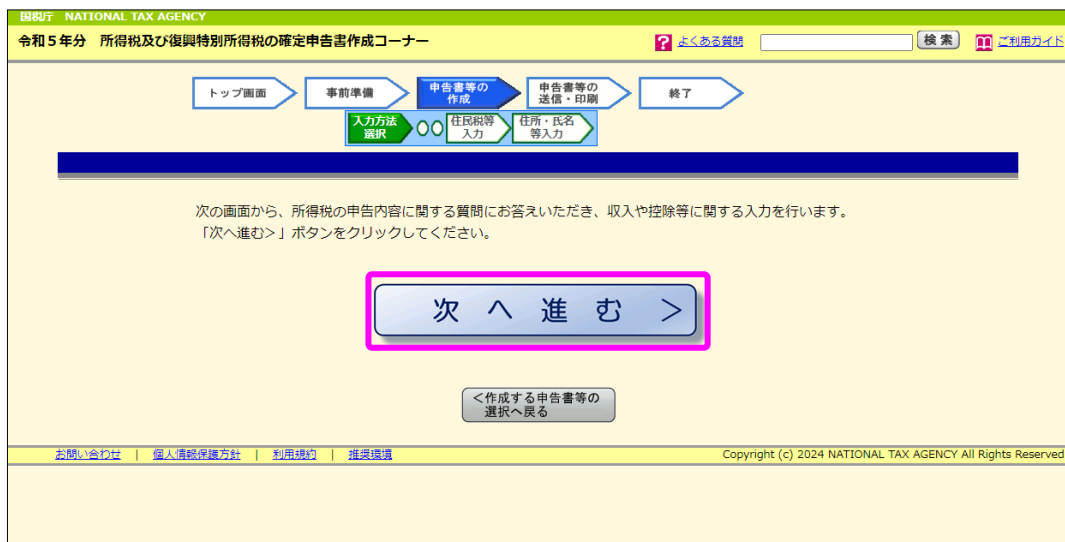 国税庁 NATIONAL TAX AGENCY
令和5年分 所得税及び復興特別所得税の確定申告書作成コーナー
? よくある質問
検索
ご利用ガイド
トップ画面
事前準備
申告書等の
作成
申告書等の
送信・印刷
終了
入力方法
選択
〇〇
住民税等
入力
住所・氏名
等入力
次の画面から、所得税の申告内容に関する質問にお答えいただき、収入や控除等に関する入力を行います。
「次へ進む>」ボタンをクリックしてください。
次へ進む >
<作成する申告書等の
選択へ戻る
お問い合わせ | 個人情報保護方針 | 利用規約 | 推奨環境
Copyright (c) 2024 NATIONAL TAX AGENCY All Rights Reserved